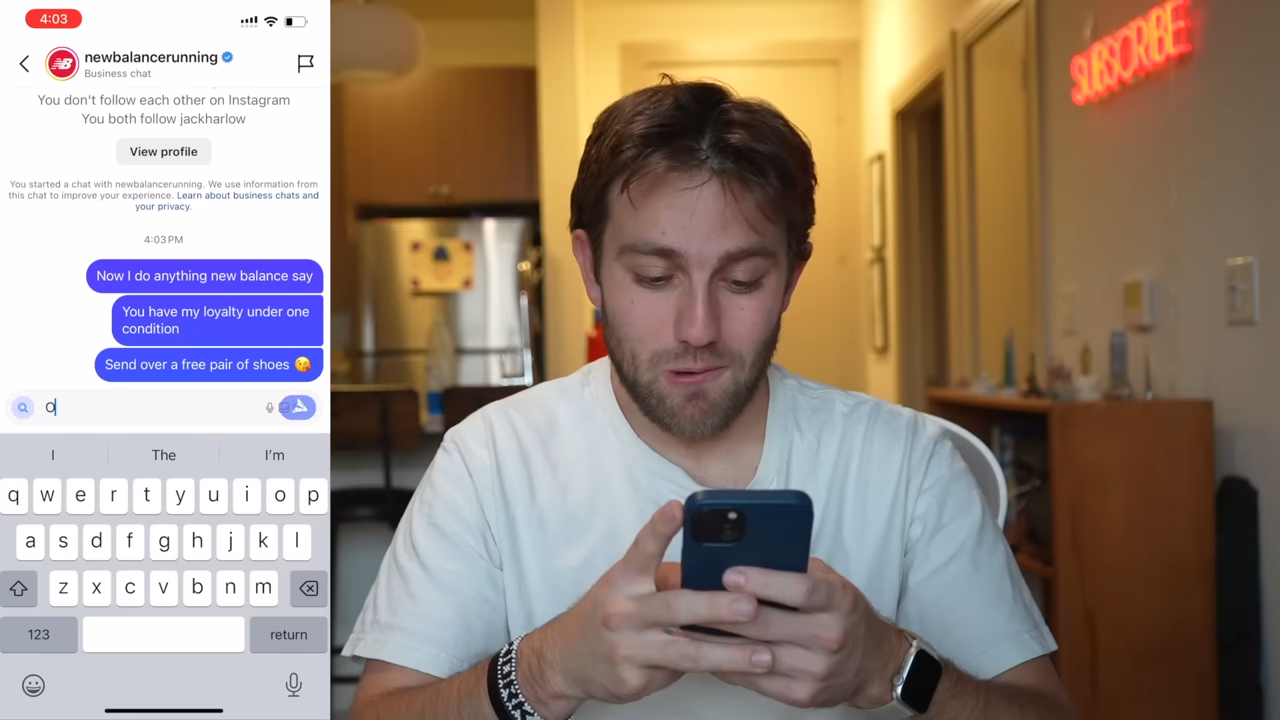 4:03
newbalancerunning
Business chat
You don't follow each other on Instagram
You both follow jackharlow
View profile
You started a chat with newbalancerunning. We use information from
this chat to improve your experience. Learn about business chats and
your privacy.
4:03 PM
Now I do anything new balance say
You have my loyalty under one
condition
Send over a free pair of shoes 😘
O
I The I'm
q w e r t y u i o p
a s d f g h j k l
z x c v b n m
123 return
SUBSCRIBE